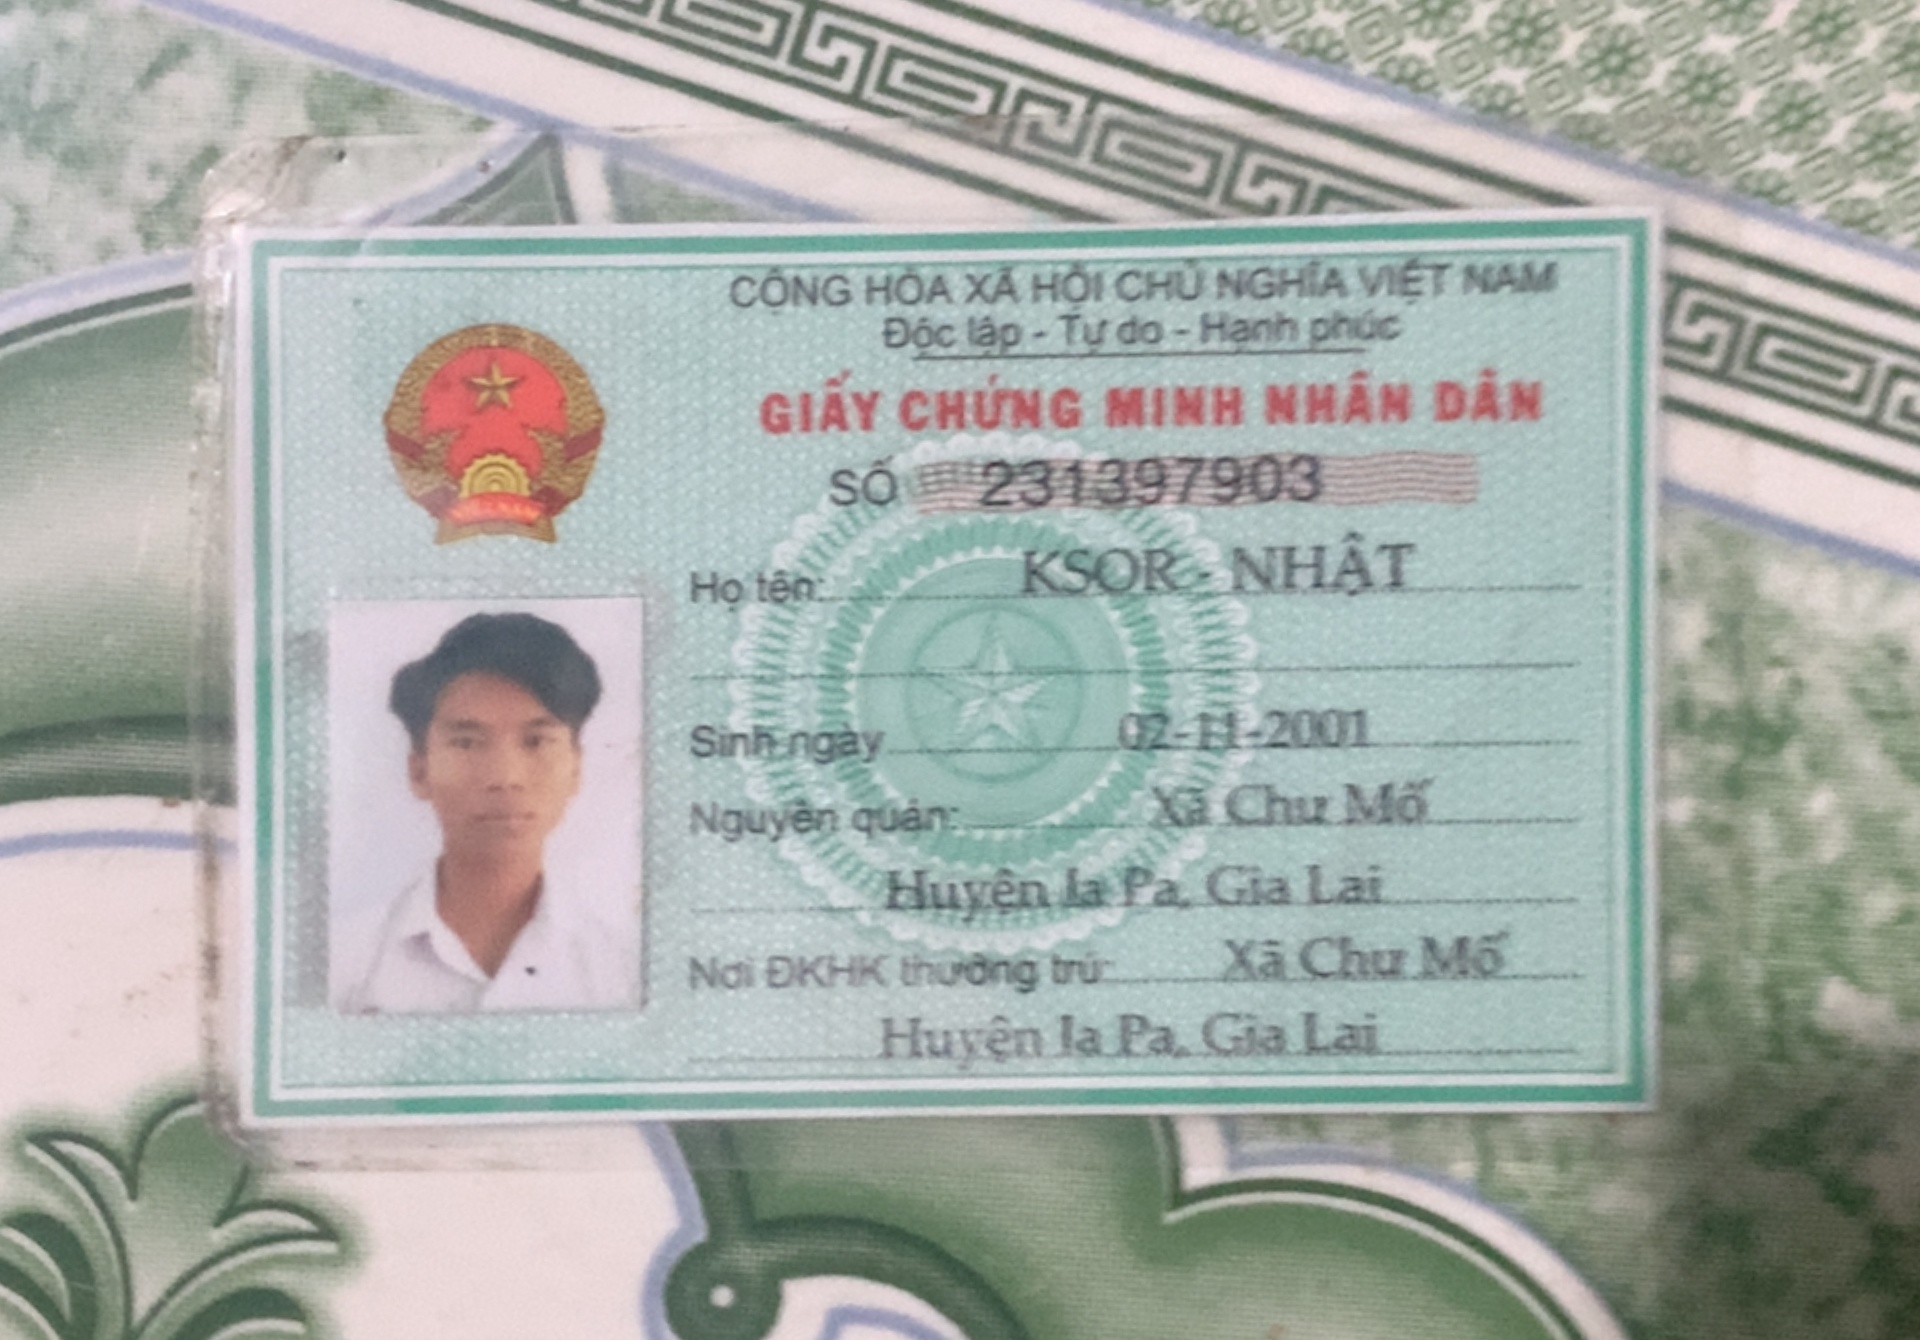 CỘNG HÒA XÃ HỘI CHỦ NGHĨA VIỆT NAM
Độc lập - Tự do - Hạnh phúc
GIẤY CHỨNG MINH NHÂN DÂN
SỐ 231397903
Họ tên: KSOR - NHẬT
Sinh ngày 02-11-2001
Nguyên quán: Xã Chư Mố
Huyện Ia Pa, Gia Lai
Nơi ĐKHK thường trú: Xã Chư Mố
Huyện Ia Pa, Gia Lai